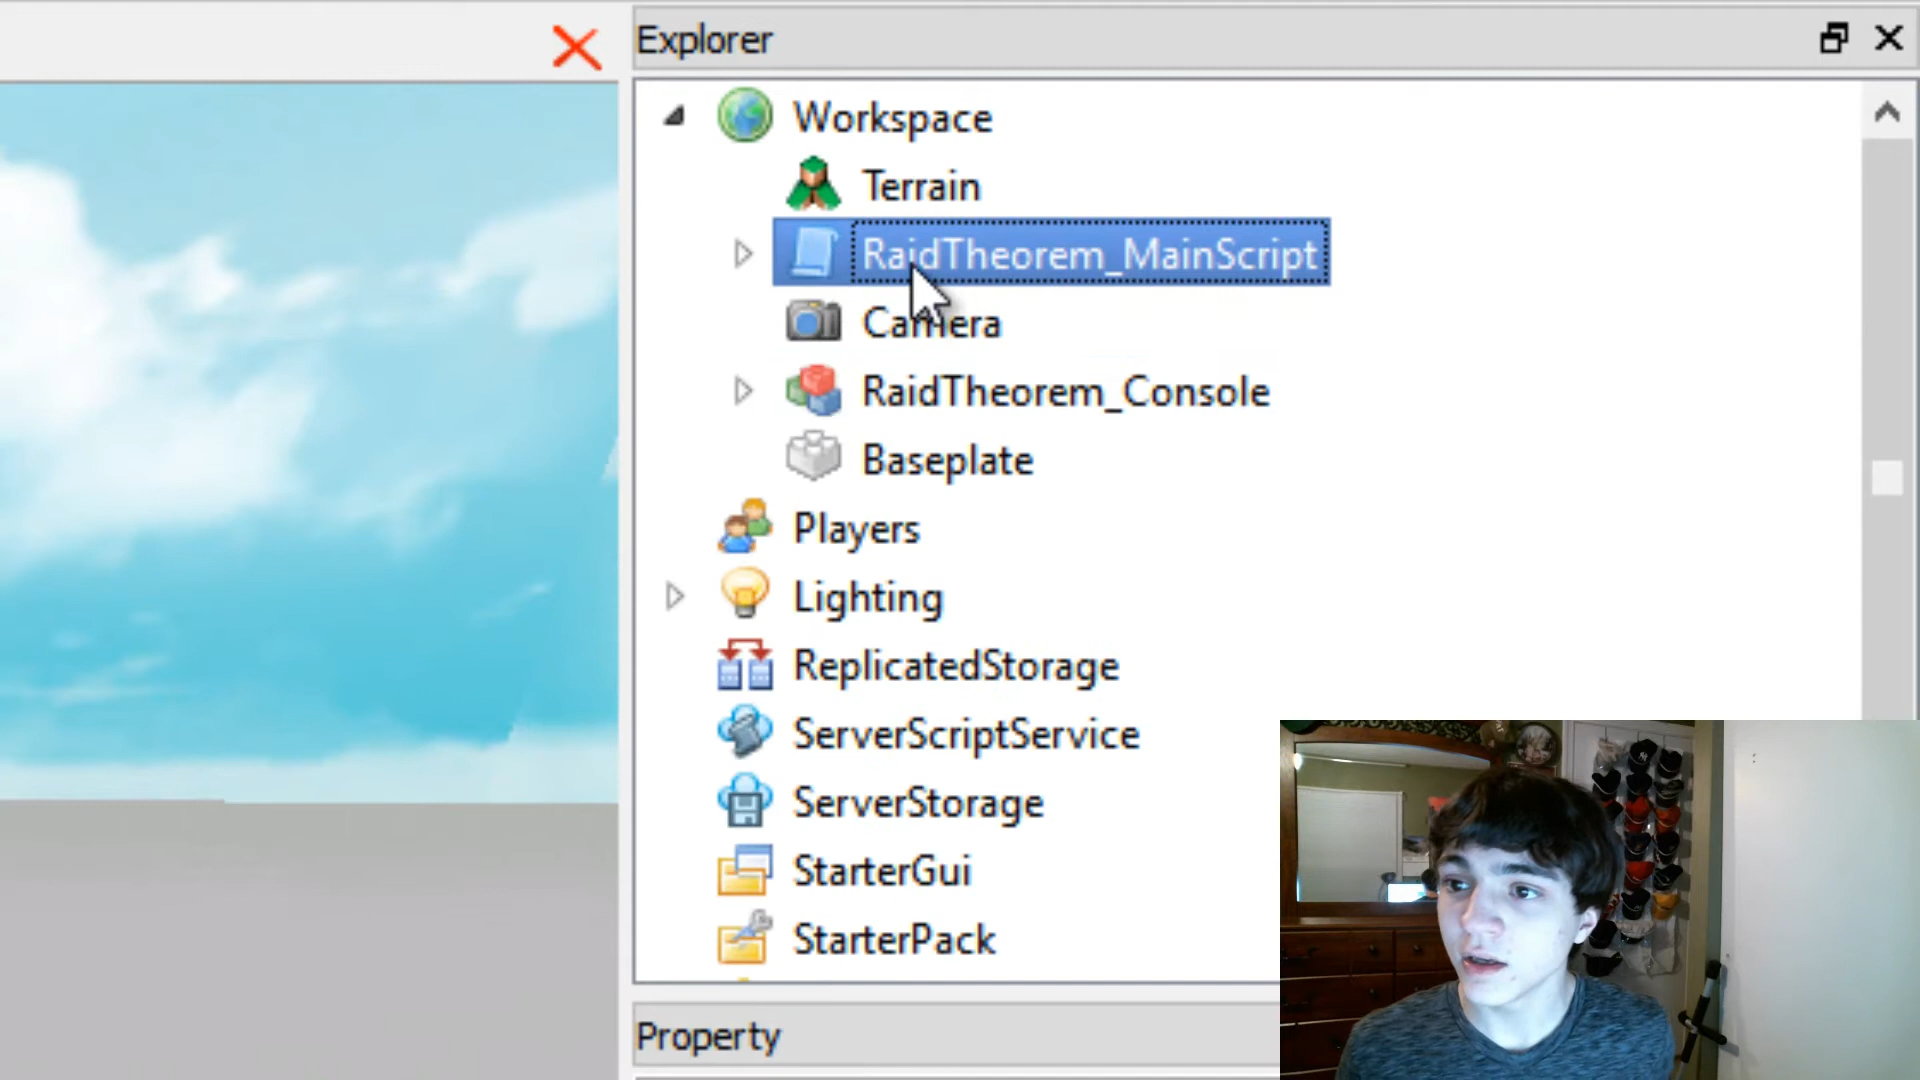 Explorer
Workspace
Terrain
RaidTheorem_MainScript
Camera
RaidTheorem_Console
Baseplate
Players
Lighting
ReplicatedStorage
ServerScriptService
ServerStorage
StarterGui
StarterPack
Property